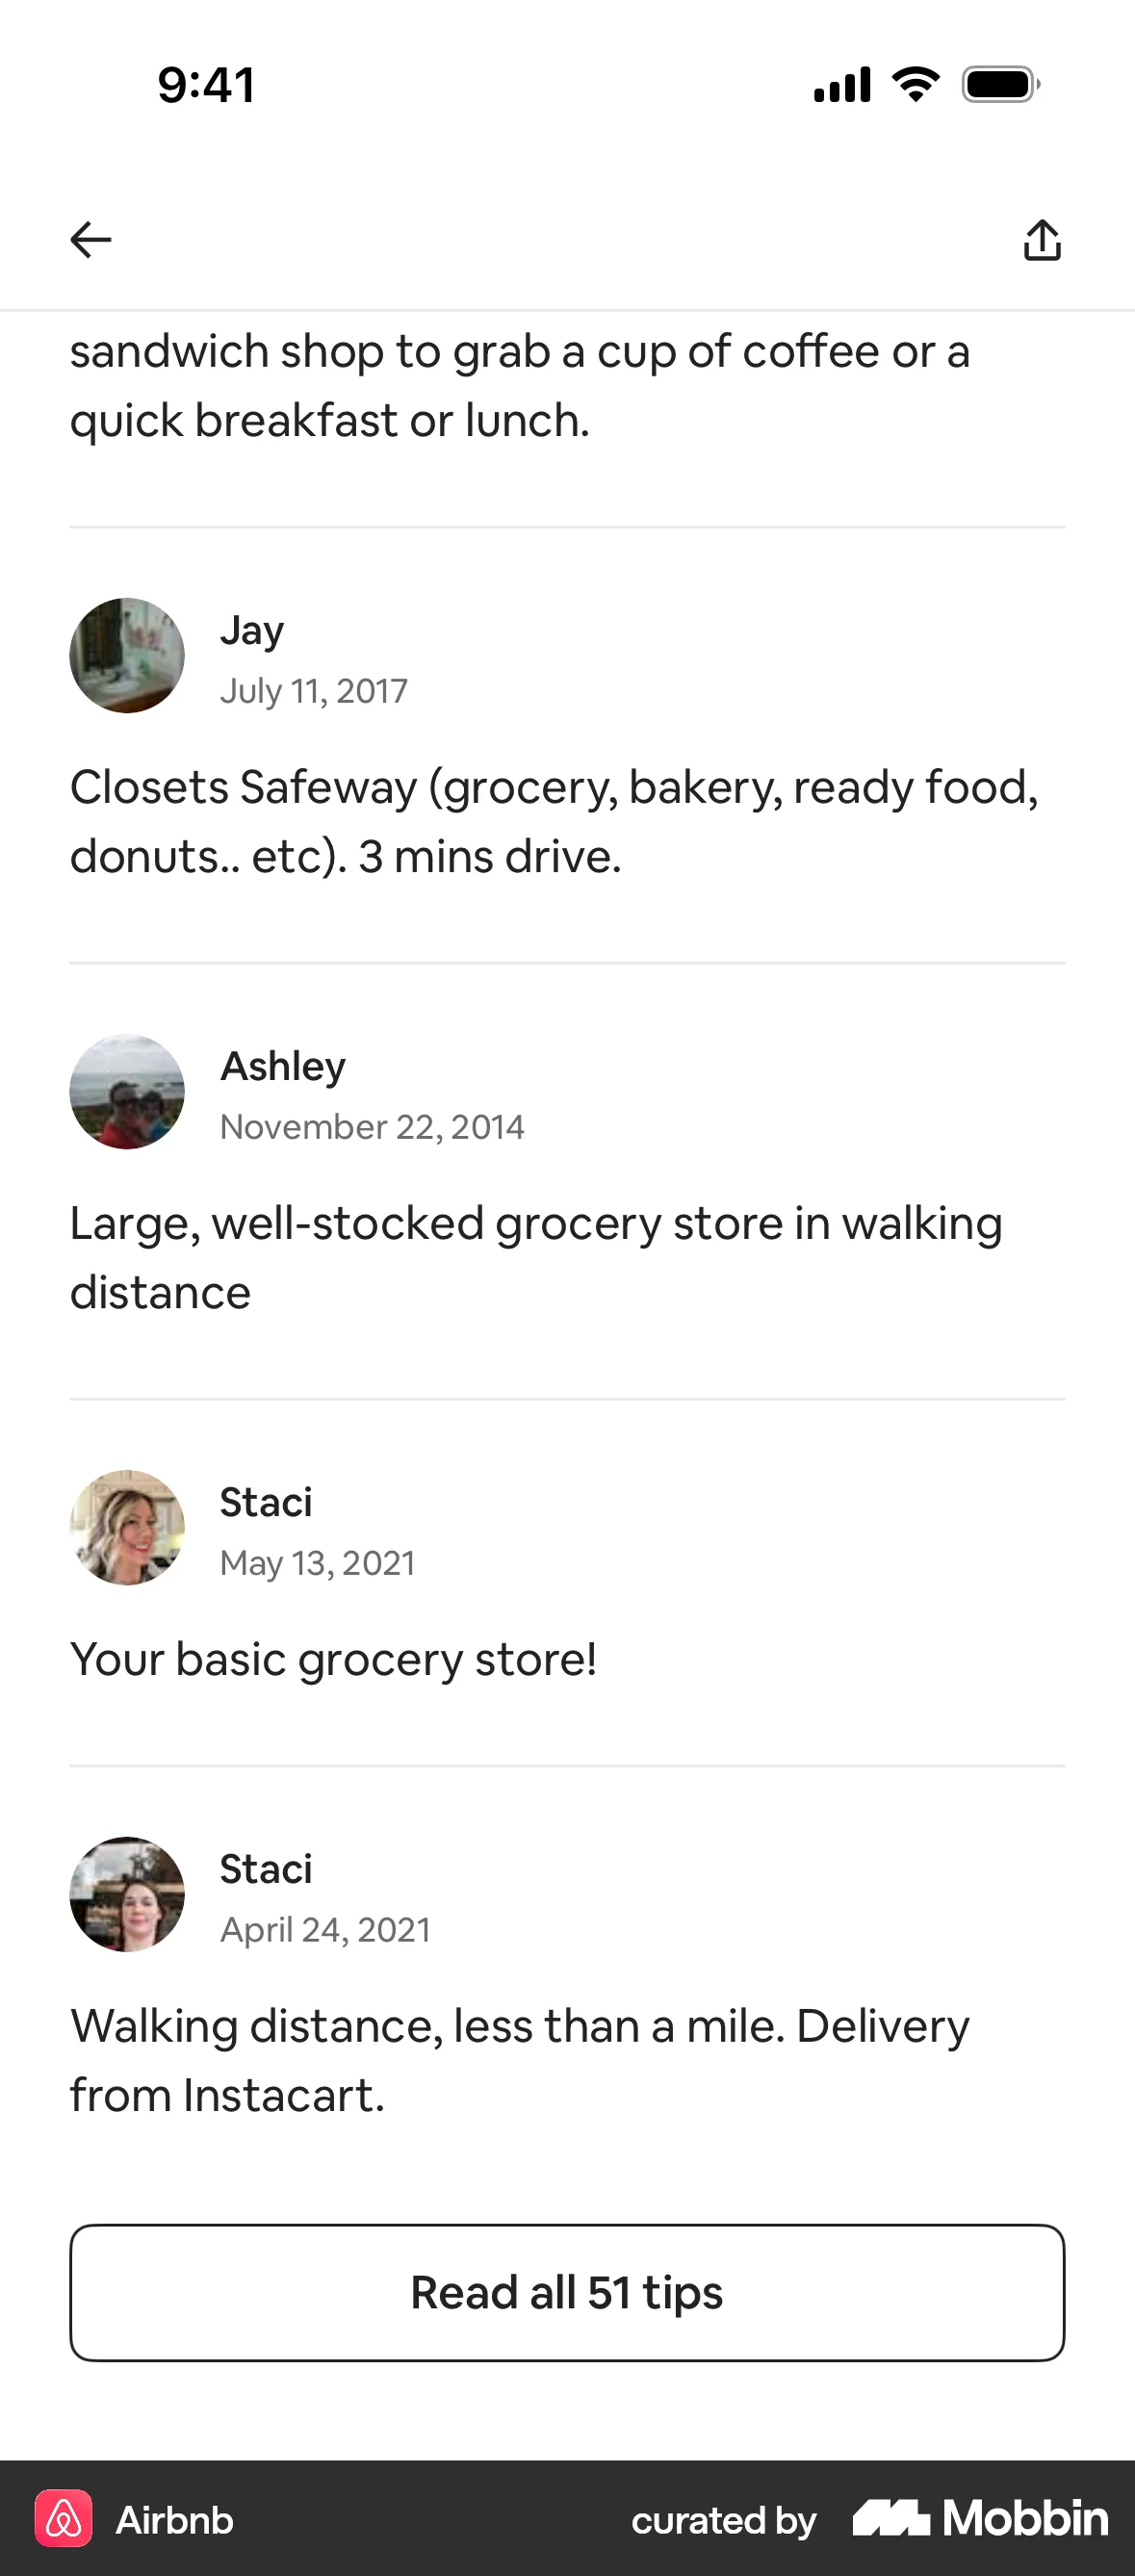 9:41
sandwich shop to grab a cup of coffee or a
quick breakfast or lunch.
Jay
July 11, 2017
Closets Safeway (grocery, bakery, ready food,
donuts.. etc). 3 mins drive.
Ashley
November 22, 2014
Large, well-stocked grocery store in walking
distance
Staci
May 13, 2021
Your basic grocery store!
Staci
April 24, 2021
Walking distance, less than a mile. Delivery
from Instacart.
Read all 51 tips
Airbnb
curated by Mobbin